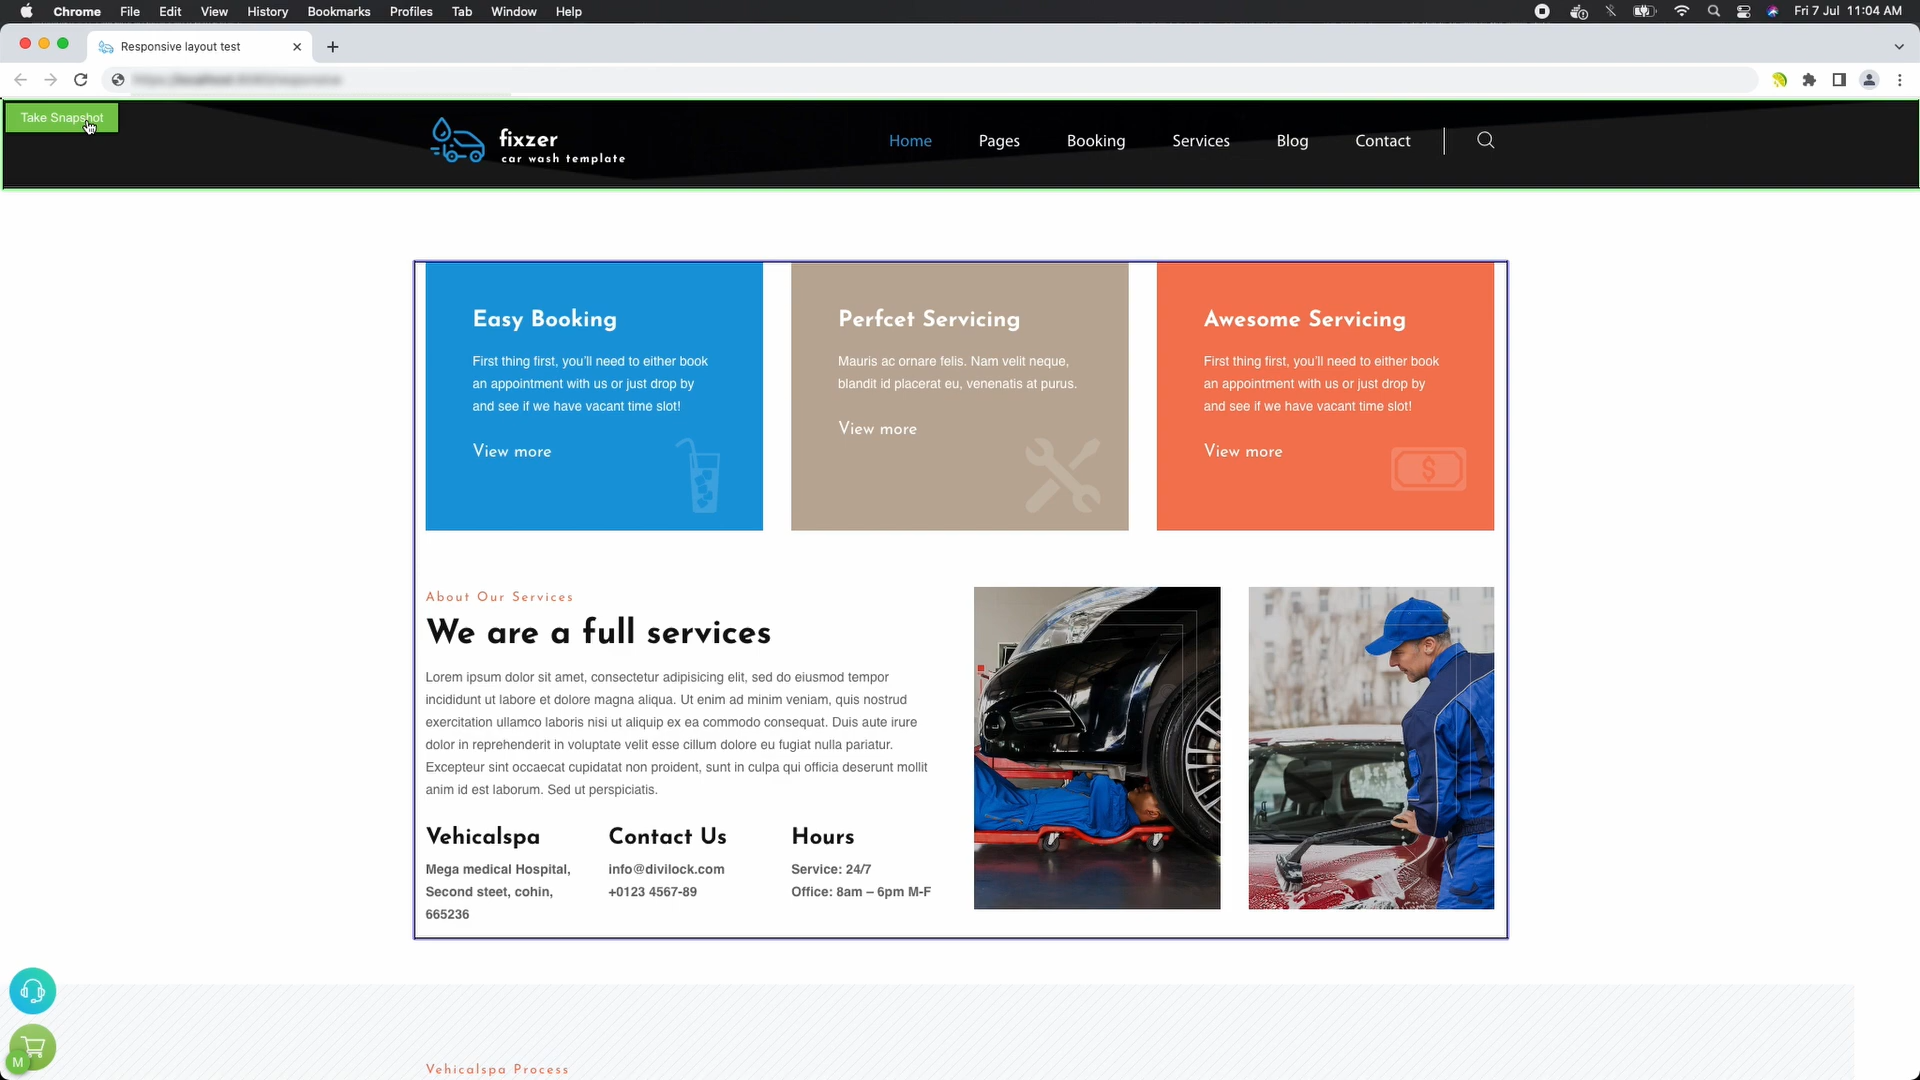 Chrome File Edit View History Bookmarks Profiles Tab Window Help Fri 7 Jul 11:04 AM
Responsive layout test
Take Snapshot
fixzer
car wash template
Home Pages Booking Services Blog Contact
Easy Booking
First thing first, you'll need to either book
an appointment with us or just drop by
and see if we have vacant time slot!
View more
Perfcet Servicing
Mauris ac ornare felis. Nam velit neque,
blandit id placerat eu, venenatis at purus.
View more
Awesome Servicing
First thing first, you'll need to either book
an appointment with us or just drop by
and see if we have vacant time slot!
View more
$
About Our Services
We are a full services
Lorem ipsum dolor sit amet, consectetur adipisicing elit, sed do eiusmod tempor
incididunt ut labore et dolore magna aliqua. Ut enim ad minim veniam, quis nostrud
exercitation ullamco laboris nisi ut aliquip ex ea commodo consequat. Duis aute irure
dolor in reprehenderit in voluptate velit esse cillum dolore eu fugiat nulla pariatur.
Excepteur sint occaecat cupidatat non proident, sunt in culpa qui officia deserunt mollit
anim id est laborum. Sed ut perspiciatis.
Vehicalspa
Mega medical Hospital,
Second steet, cohin,
665236
Contact Us
info@divilock.com
+0123 4567-89
Hours
Service: 24/7
Office: 8am – 6pm M-F
M
Vehicalspa Process